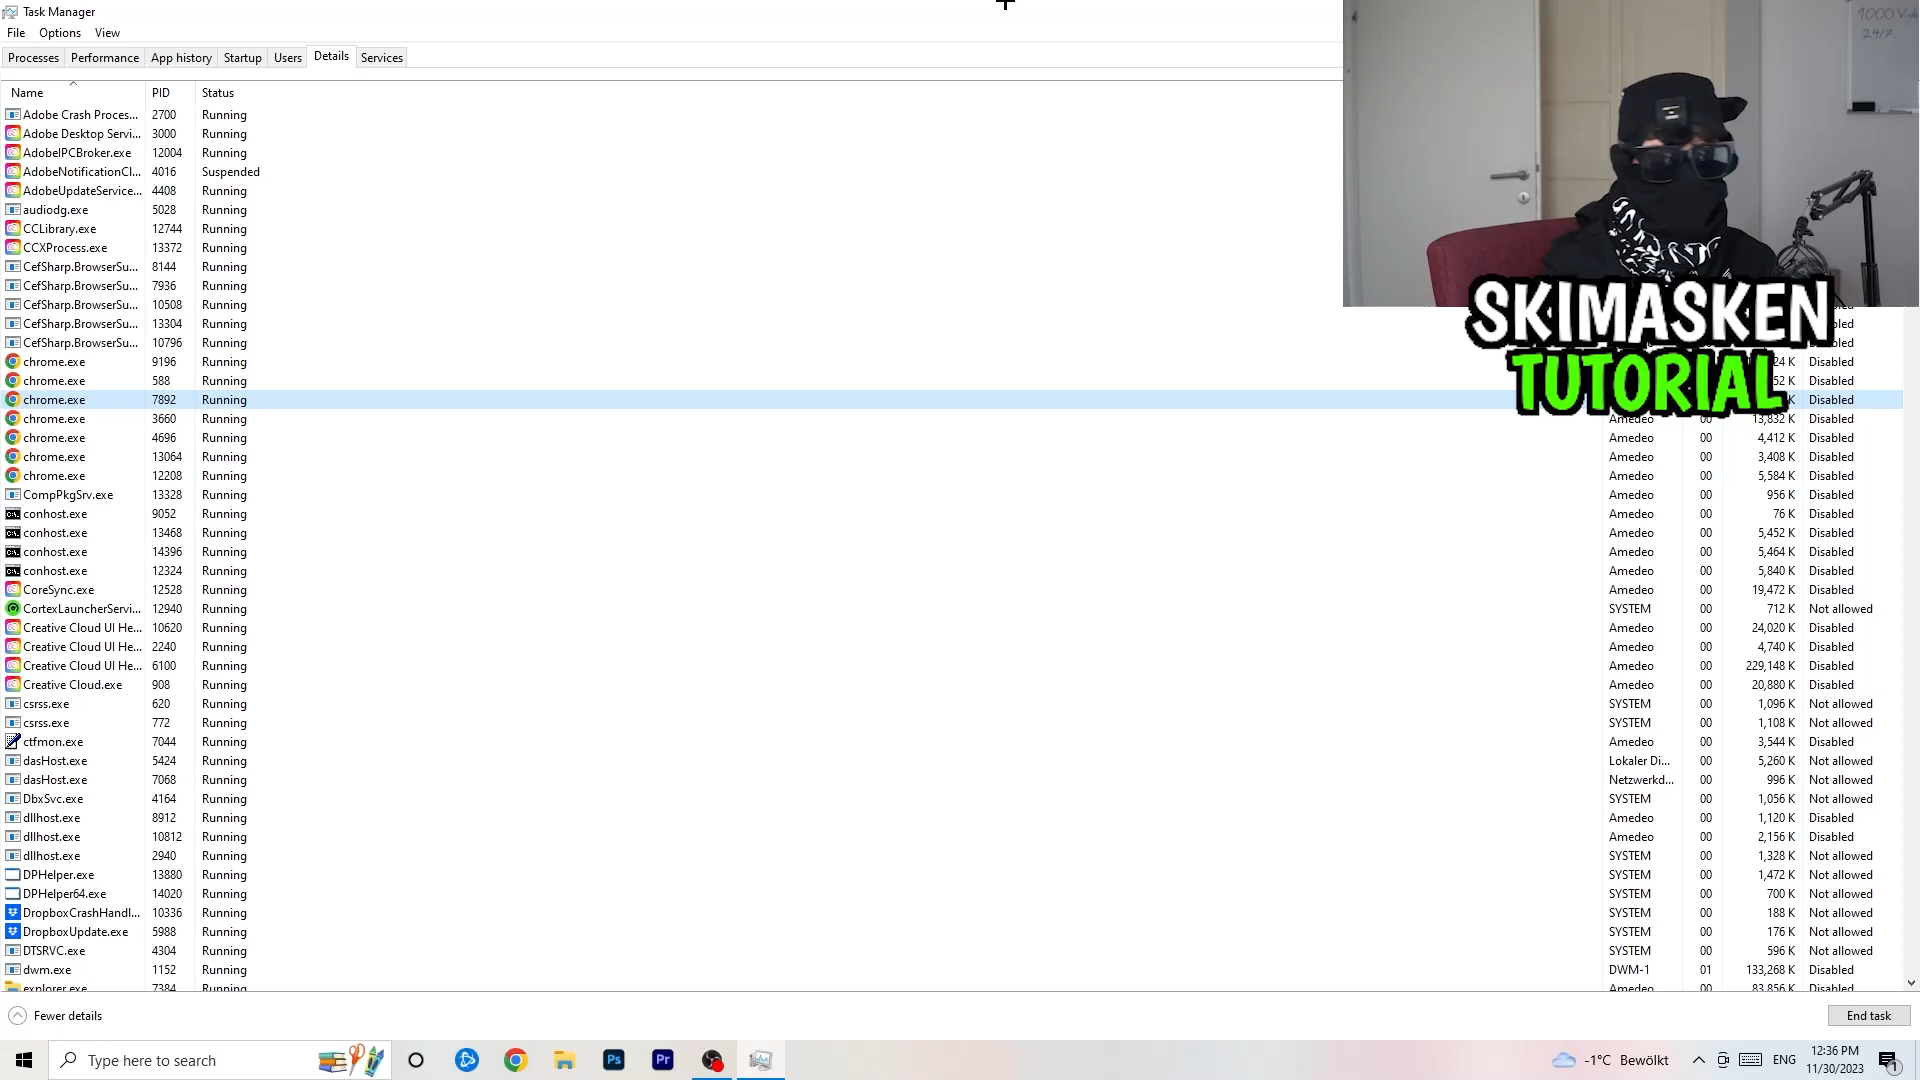 Task Manager
File Options View
Processes Performance App history Startup Users Details Services
Name PID Status
Adobe Crash Proces... 2700 Running
Adobe Desktop Servi... 3000 Running
AdobeIPCBroker.exe 12004 Running
AdobeNotificationCl... 4016 Suspended
AdobeUpdateService... 4408 Running
audiodg.exe 5028 Running
CCLibrary.exe 12744 Running
CCXProcess.exe 13372 Running
CefSharp.BrowserSu... 8144 Running
CefSharp.BrowserSu... 7936 Running
CefSharp.BrowserSu... 10508 Running
CefSharp.BrowserSu... 13304 Running
CefSharp.BrowserSu... 10796 Running
chrome.exe 9196 Running Disabled
chrome.exe 588 Running Disabled
chrome.exe 7892 Running Disabled
chrome.exe 3660 Running Amedeo 00 13,832 K Disabled
chrome.exe 4696 Running Amedeo 00 4,412 K Disabled
chrome.exe 13064 Running Amedeo 00 3,408 K Disabled
chrome.exe 12208 Running Amedeo 00 5,584 K Disabled
CompPkgSrv.exe 13328 Running Amedeo 00 956 K Disabled
conhost.exe 9052 Running Amedeo 00 76 K Disabled
conhost.exe 13468 Running Amedeo 00 5,452 K Disabled
conhost.exe 14396 Running Amedeo 00 5,464 K Disabled
conhost.exe 12324 Running Amedeo 00 5,840 K Disabled
CoreSync.exe 12528 Running Amedeo 00 19,472 K Disabled
CortexLauncherServi... 12940 Running SYSTEM 00 712 K Not allowed
Creative Cloud UI He... 10620 Running Amedeo 00 24,020 K Disabled
Creative Cloud UI He... 2240 Running Amedeo 00 4,740 K Disabled
Creative Cloud UI He... 6100 Running Amedeo 00 229,148 K Disabled
Creative Cloud.exe 908 Running Amedeo 00 20,880 K Disabled
csrss.exe 620 Running SYSTEM 00 1,096 K Not allowed
csrss.exe 772 Running SYSTEM 00 1,108 K Not allowed
ctfmon.exe 7044 Running Amedeo 00 3,544 K Disabled
dasHost.exe 5424 Running Lokaler Di... 00 5,260 K Not allowed
dasHost.exe 7068 Running Netzwerkd... 00 996 K Not allowed
DbxSvc.exe 4164 Running SYSTEM 00 1,056 K Not allowed
dllhost.exe 8912 Running Amedeo 00 1,120 K Disabled
dllhost.exe 10812 Running Amedeo 00 2,156 K Disabled
dllhost.exe 2940 Running SYSTEM 00 1,328 K Not allowed
DPHelper.exe 13880 Running SYSTEM 00 1,472 K Not allowed
DPHelper64.exe 14020 Running SYSTEM 00 700 K Not allowed
DropboxCrashHandl... 10336 Running SYSTEM 00 188 K Not allowed
DropboxUpdate.exe 5988 Running SYSTEM 00 176 K Not allowed
DTSRVC.exe 4304 Running SYSTEM 00 596 K Not allowed
dwm.exe 1152 Running DWM-1 01 133,268 K Disabled
explorer.exe 7384 Running Amedeo 00 83,856 K Disabled
SKIMASKEN
TUTORIAL
Fewer details
End task
Type here to search
-1°C Bewölkt
ENG
12:36 PM
11/30/2023